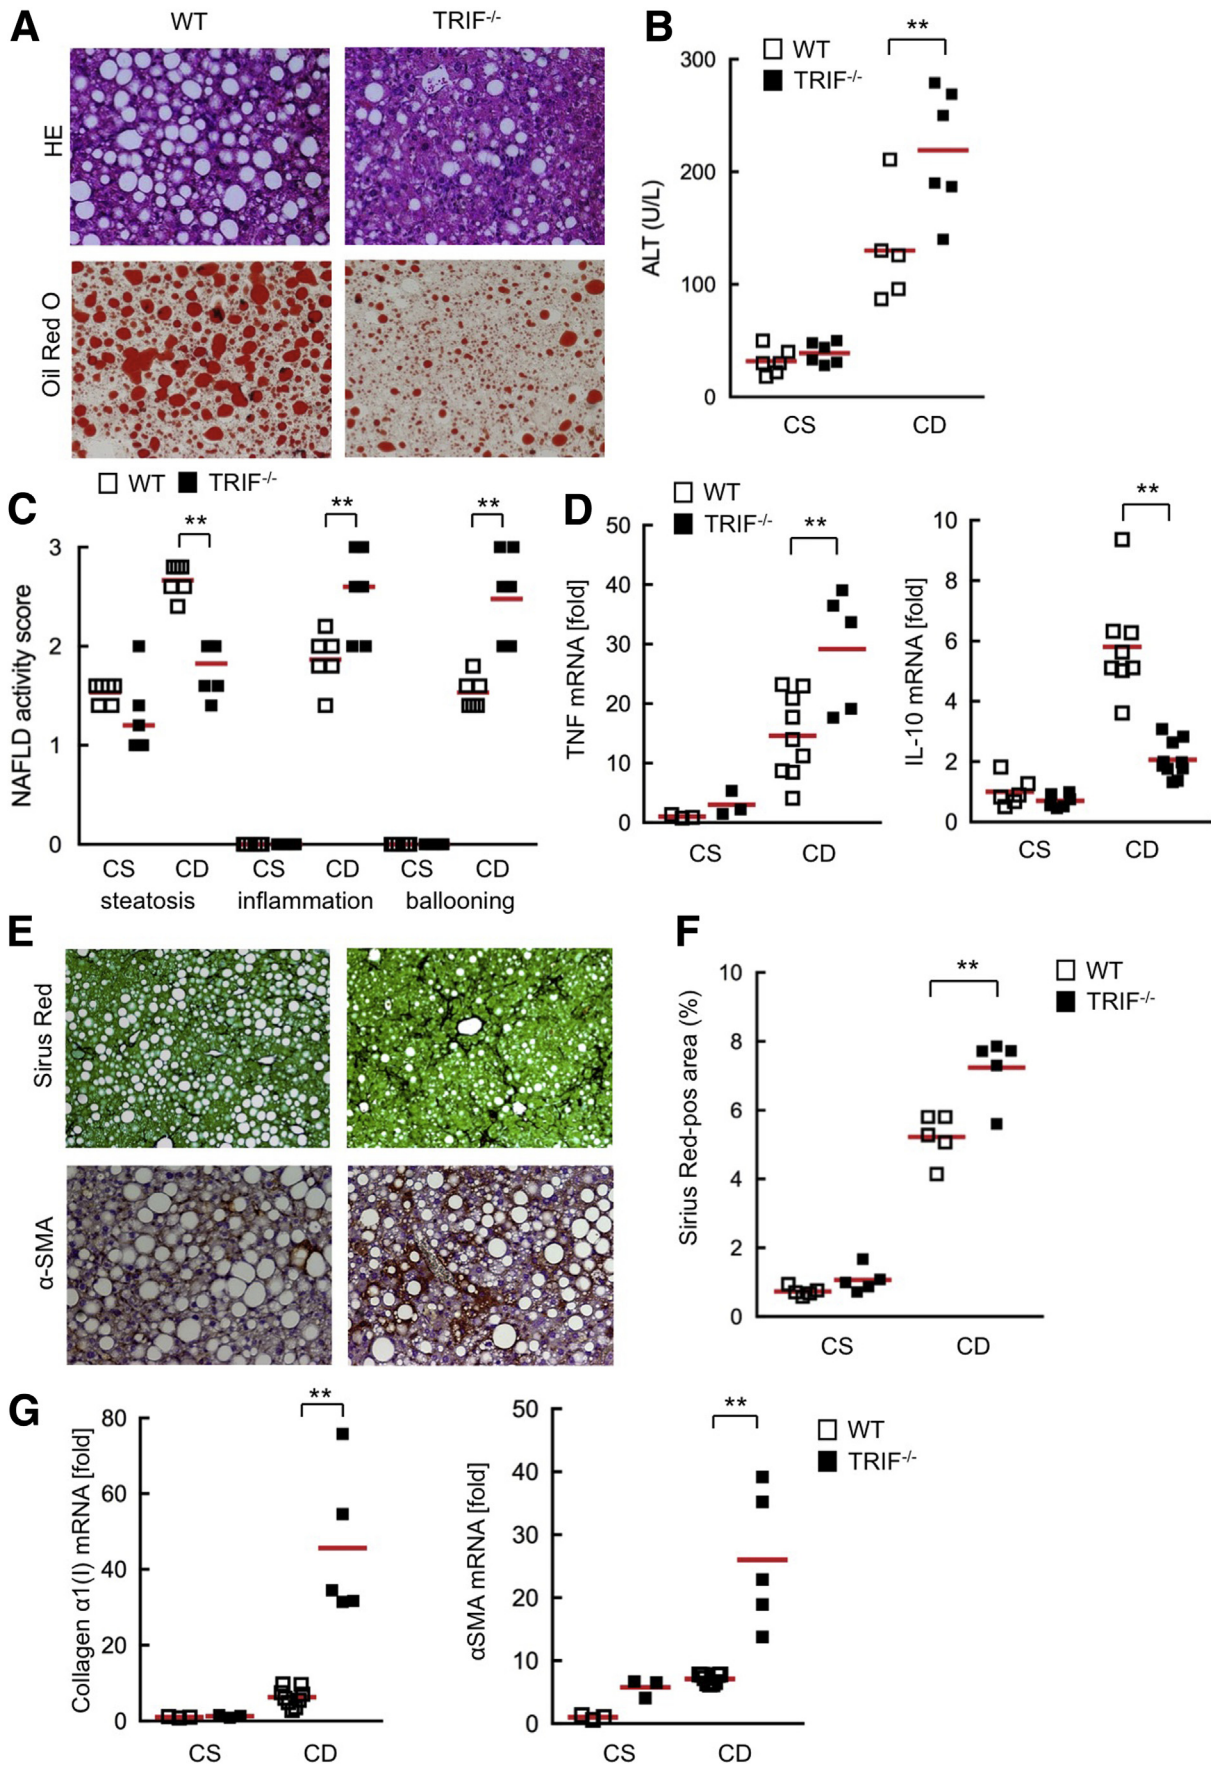 A
WT
TRIF-/-
HE
Oil Red O
B
WT
TRIF-/-
**
ALT (U/L)
300
200
100
0
CS
CD
C
WT
TRIF-/-
**
**
**
NAFLD activity score
3
2
1
0
CS
CD
CS
CD
CS
CD
steatosis
inflammation
ballooning
D
WT
TRIF-/-
**
TNF mRNA [fold]
50
40
30
20
10
0
CS
CD
**
IL-10 mRNA [fold]
10
8
6
4
2
0
CS
CD
E
Sirus Red
α-SMA
F
WT
TRIF-/-
**
Sirius Red-pos area (%)
10
8
6
4
2
0
CS
CD
G
**
Collagen α1(I) mRNA [fold]
80
60
40
20
0
CS
CD
**
αSMA mRNA [fold]
50
40
30
20
10
0
CS
CD
WT
TRIF-/-